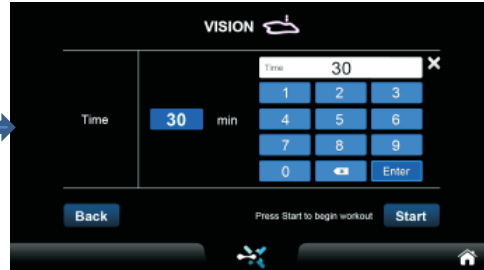 VISION
Time 30
1 2 3
Time 30 min 4 5 6
7 8 9
0 Enter
Back Press Start to begin workout Start